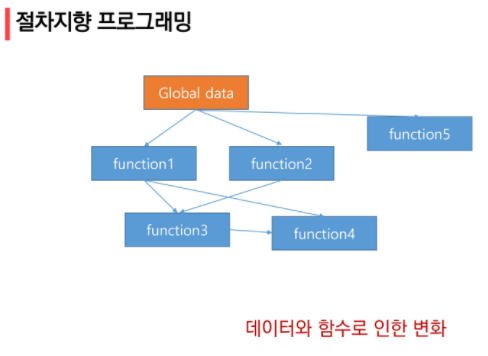 절차지향 프로그래밍
Global data
function5
function1
function2
function3
function4
데이터와 함수로 인한 변화